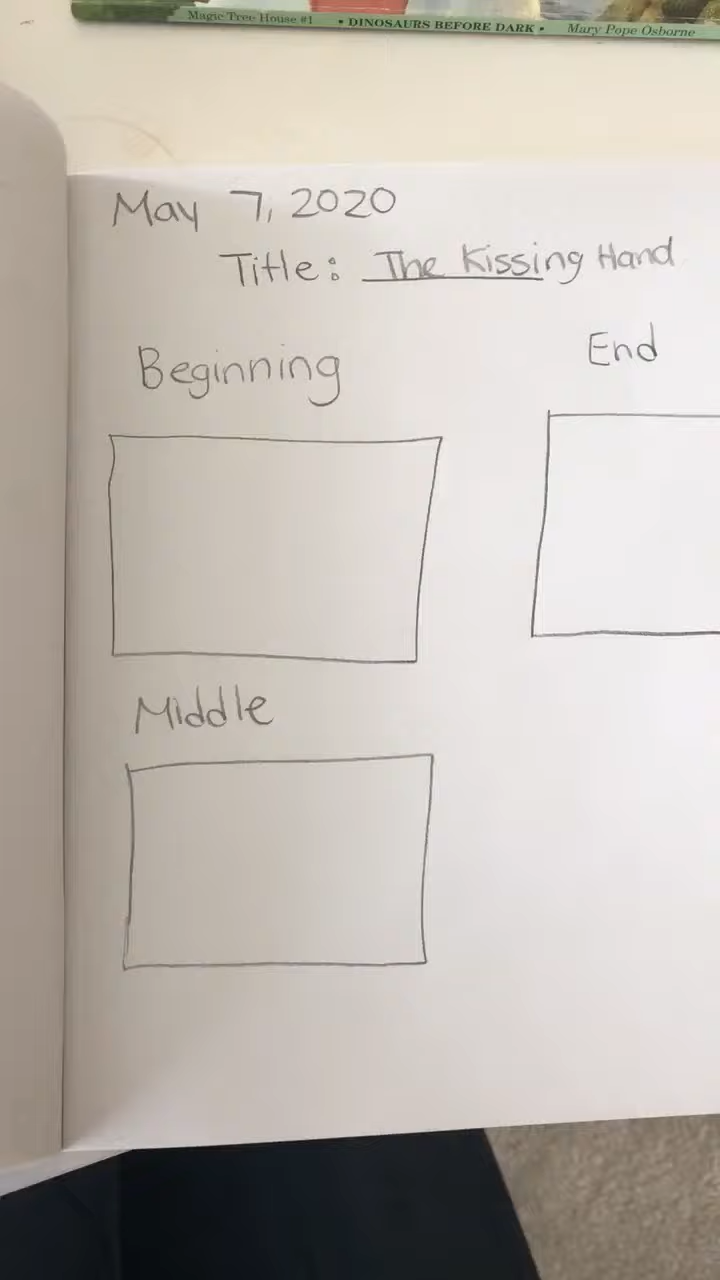 Magic Tree House #1 • DINOSAURS BEFORE DARK • Mary Pope Osborne
May 7, 2020
Title: The Kissing Hand
Beginning
End
Middle